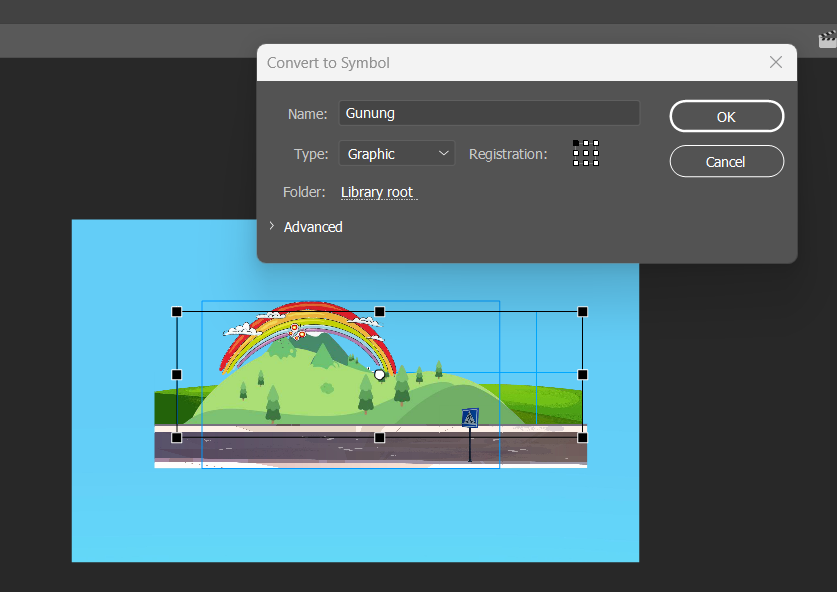 Convert to Symbol
Name: Gunung
OK
Type: Graphic Registration:
Cancel
Folder: Library root
Advanced